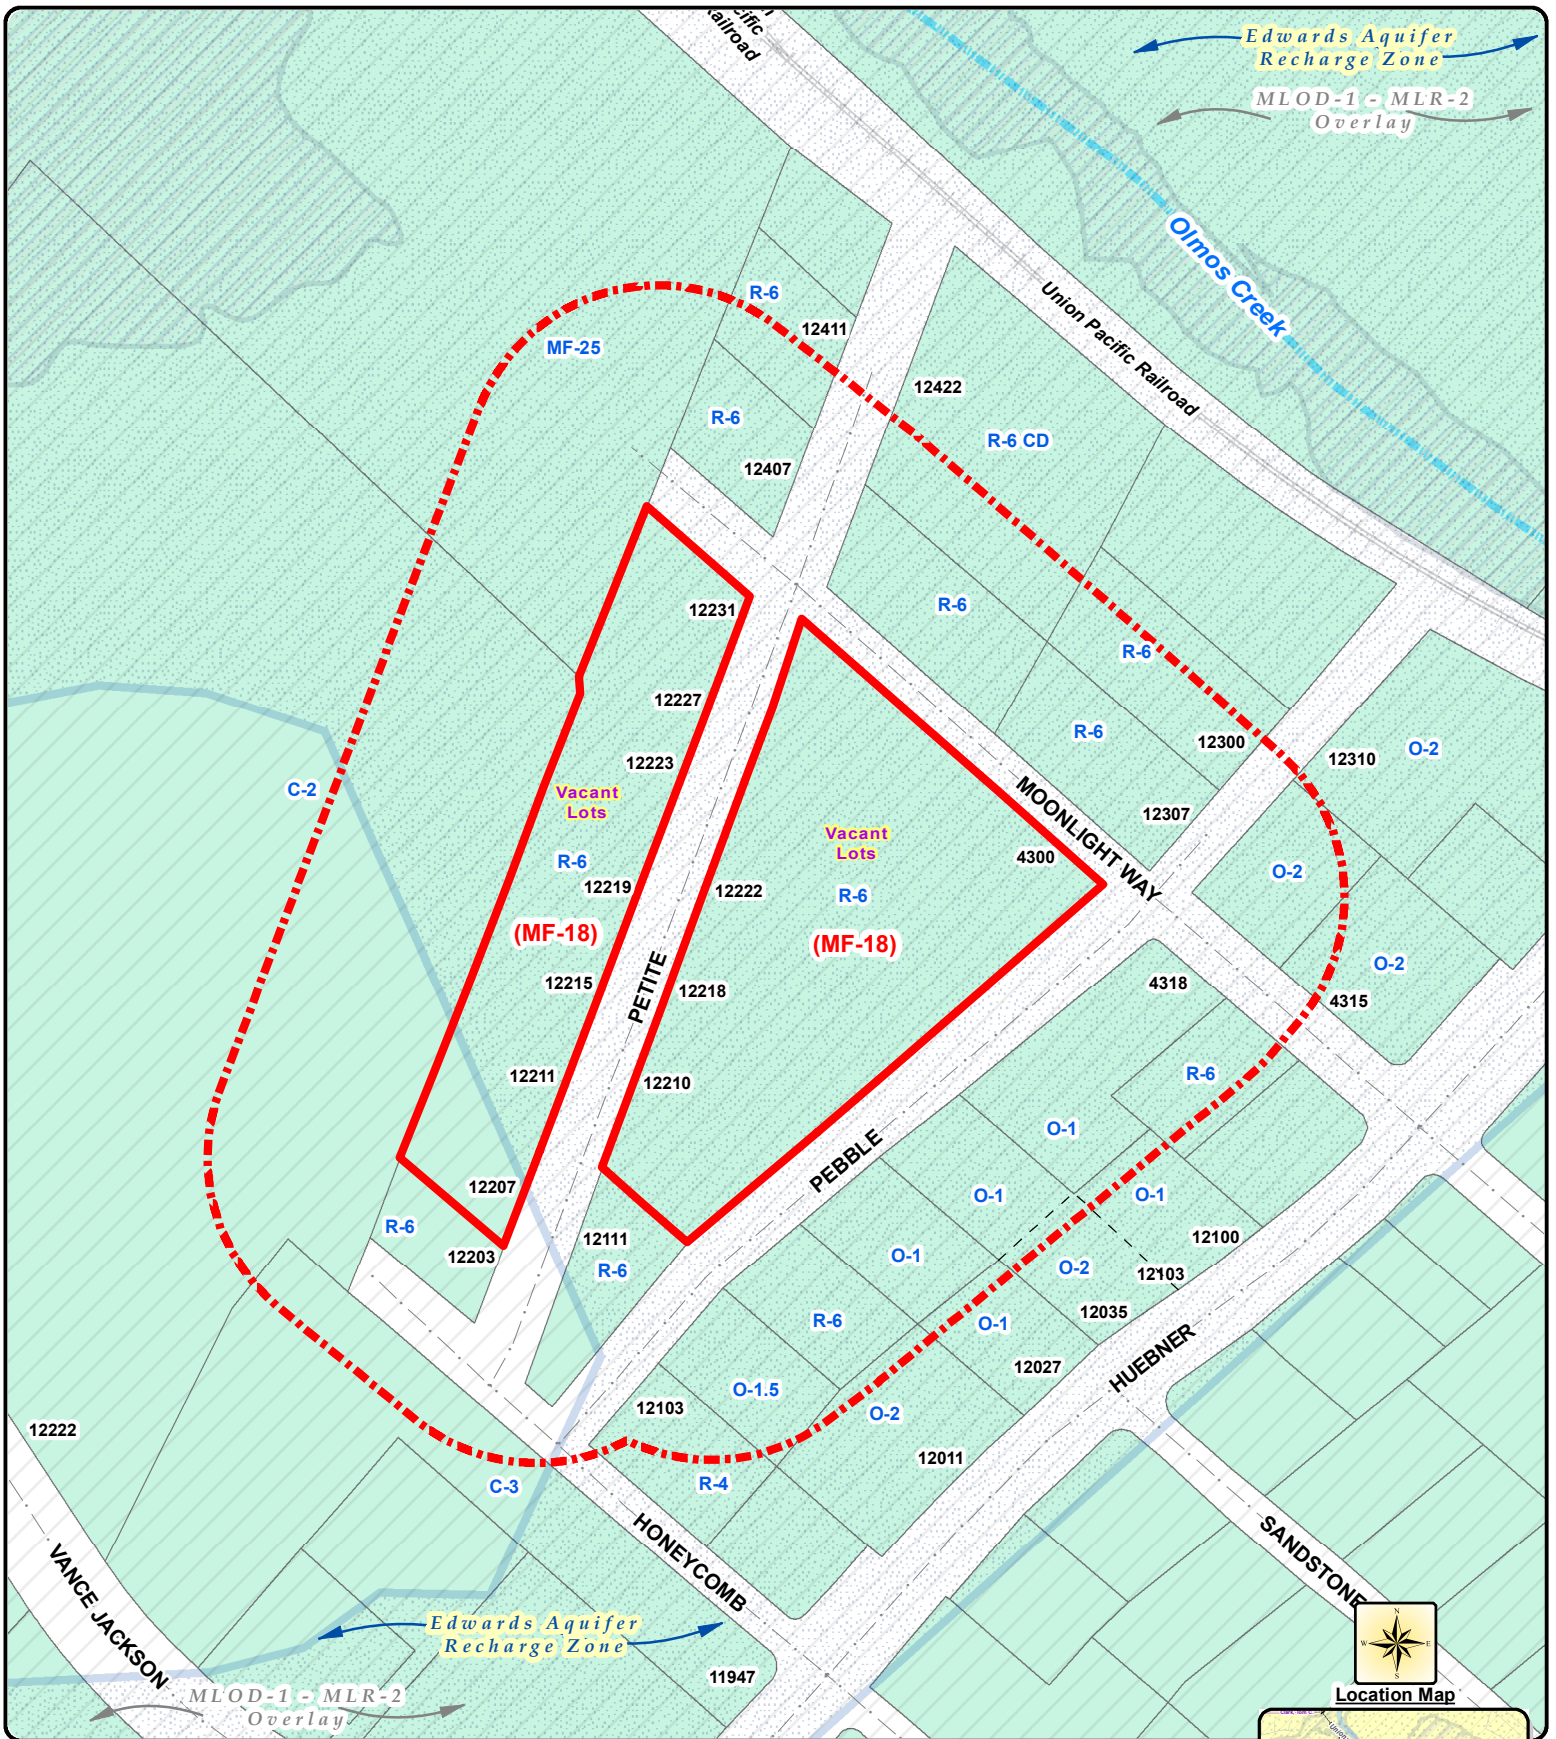 Railroad
Edwards Aquifer
Recharge Zone
MLOD-1 - MLR-2
Overlay
Olmos Creek
Union Pacific Railroad
R-6
12411
MF-25
12422
R-6
R-6 CD
12407
12231
R-6
R-6
12227
R-6
12300
O-2
12310
12223
C-2
Vacant
Lots
MOONLIGHT WAY
12307
Vacant
Lots
4300
R-6
O-2
12219
12222
R-6
(MF-18)
(MF-18)
O-2
12215
PETITE
12218
4318
4315
12211
12210
R-6
O-1
PEBBLE
12207
O-1
O-1
R-6
12203
12111
R-6
O-1
12100
O-2
12103
12035
R-6
O-1
HUEBNER
12027
O-1.5
12103
O-2
12222
12011
C-3
R-4
HONEYCOMB
SANDSTONE
VANCE JACKSON
Edwards Aquifer
Recharge Zone
11947
MLOD-1 - MLR-2
Overlay
N
W
E
S
Location Map